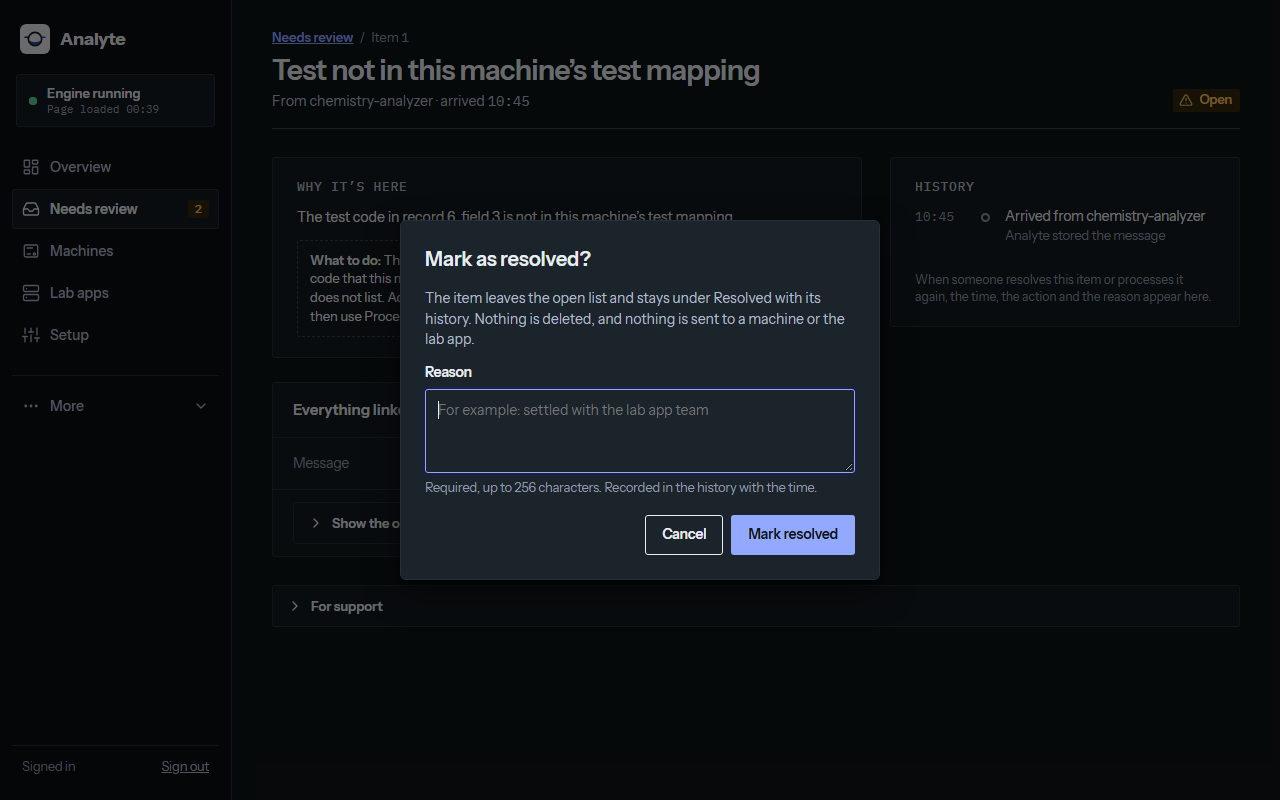 Analyte
Engine running
Page loaded 00:39
Overview
Needs review 2
Machines
Lab apps
Setup
More
Signed in Sign out
Needs review / Item 1
Test not in this machine’s test mapping
From chemistry-analyzer · arrived 10:45
Open
WHY IT’S HERE
The test code in record 6, field 3 is not in this machine’s test mapping.
What to do: Th
code that this m
does not list. Ac
then use Proce
HISTORY
10:45 Arrived from chemistry-analyzer
Analyte stored the message
When someone resolves this item or processes it
again, the time, the action and the reason appear here.
Everything linke
Message
Show the o
For support
Mark as resolved?
The item leaves the open list and stays under Resolved with its
history. Nothing is deleted, and nothing is sent to a machine or the
lab app.
Reason
For example: settled with the lab app team
Required, up to 256 characters. Recorded in the history with the time.
Cancel Mark resolved